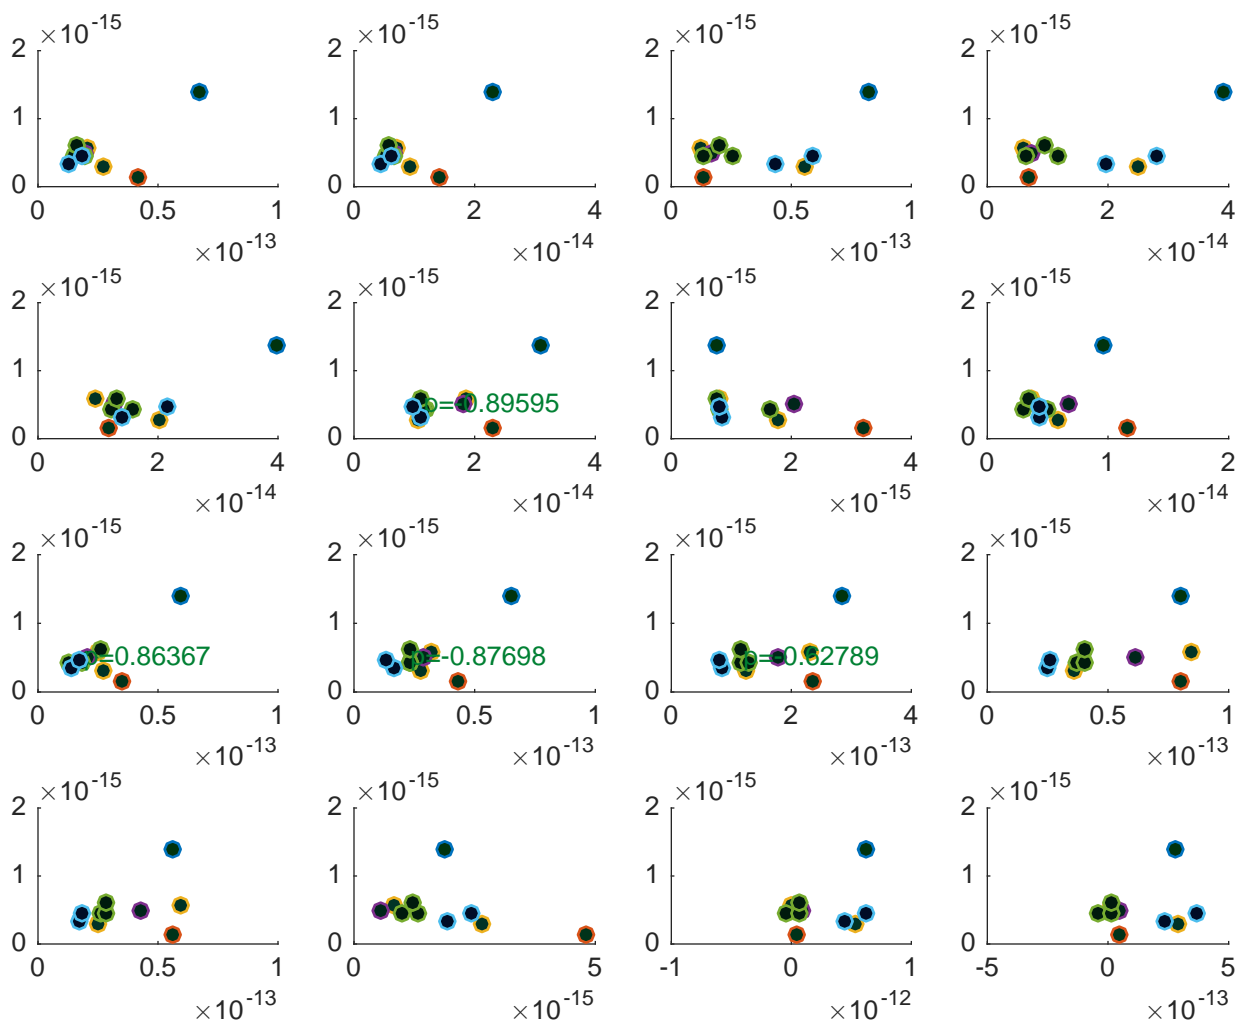 ×10-15 ×10-15 ×10-15 ×10-15
2 2 2 2
1 1 1 1
0 0 0 0
0 0.5 1 0 2 4 0 0.5 1 0 2 4
×10-13 ×10-14 ×10-13 ×10-14
×10-15 ×10-15 ×10-15 ×10-15
2 2 2 2
1 1 1 1
0.89595
0 0 0 0
0 2 4 0 2 4 0 2 4 0 1 2
×10-14 ×10-14 ×10-15 ×10-14
×10-15 ×10-15 ×10-15 ×10-15
2 2 2 2
1 1 1 1
=0.86367 =-0.87698 0.82789
0 0 0 0
0 0.5 1 0 0.5 1 0 2 4 0 0.5 1
×10-13 ×10-13 ×10-13 ×10-13
×10-15 ×10-15 ×10-15 ×10-15
2 2 2 2
1 1 1 1
0 0 0 0
0 0.5 1 0 5 -1 0 1 -5 0 5
×10-13 ×10-15 ×10-12 ×10-13